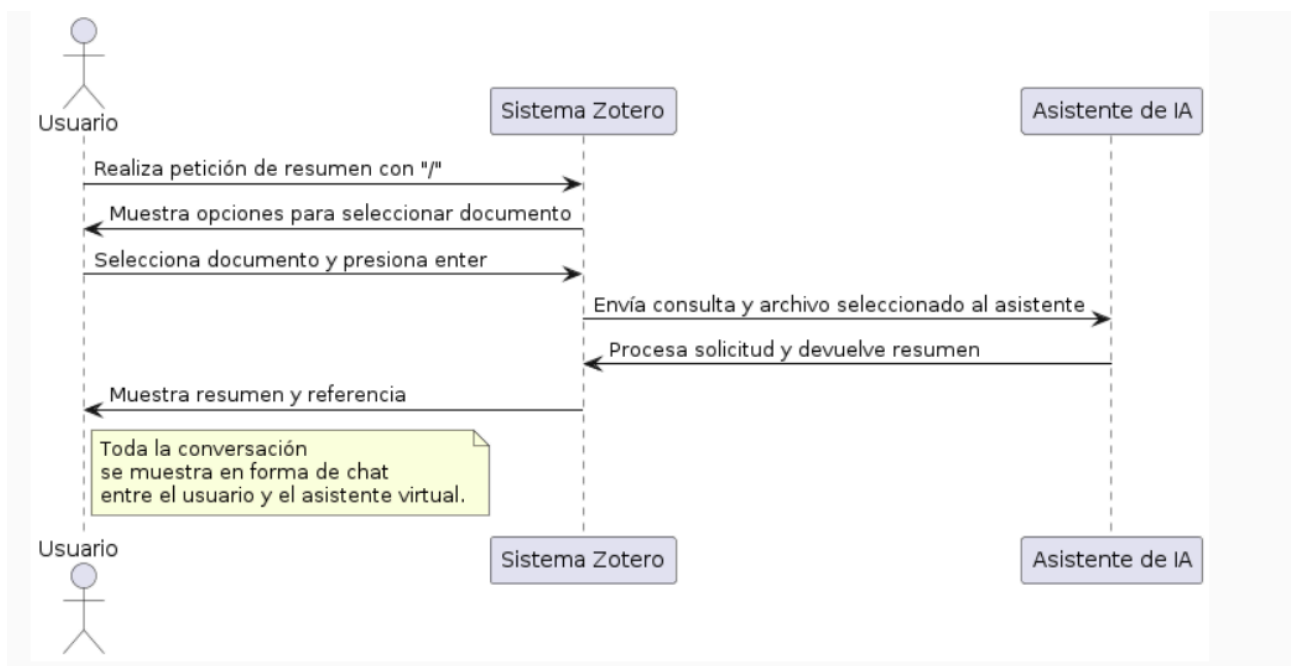 Usuario
Sistema Zotero
Asistente de IA
Realiza petición de resumen con "/"
Muestra opciones para seleccionar documento
Selecciona documento y presiona enter
Envía consulta y archivo seleccionado al asistente
Procesa solicitud y devuelve resumen
Muestra resumen y referencia
Toda la conversación
se muestra en forma de chat
entre el usuario y el asistente virtual.
Usuario
Sistema Zotero
Asistente de IA